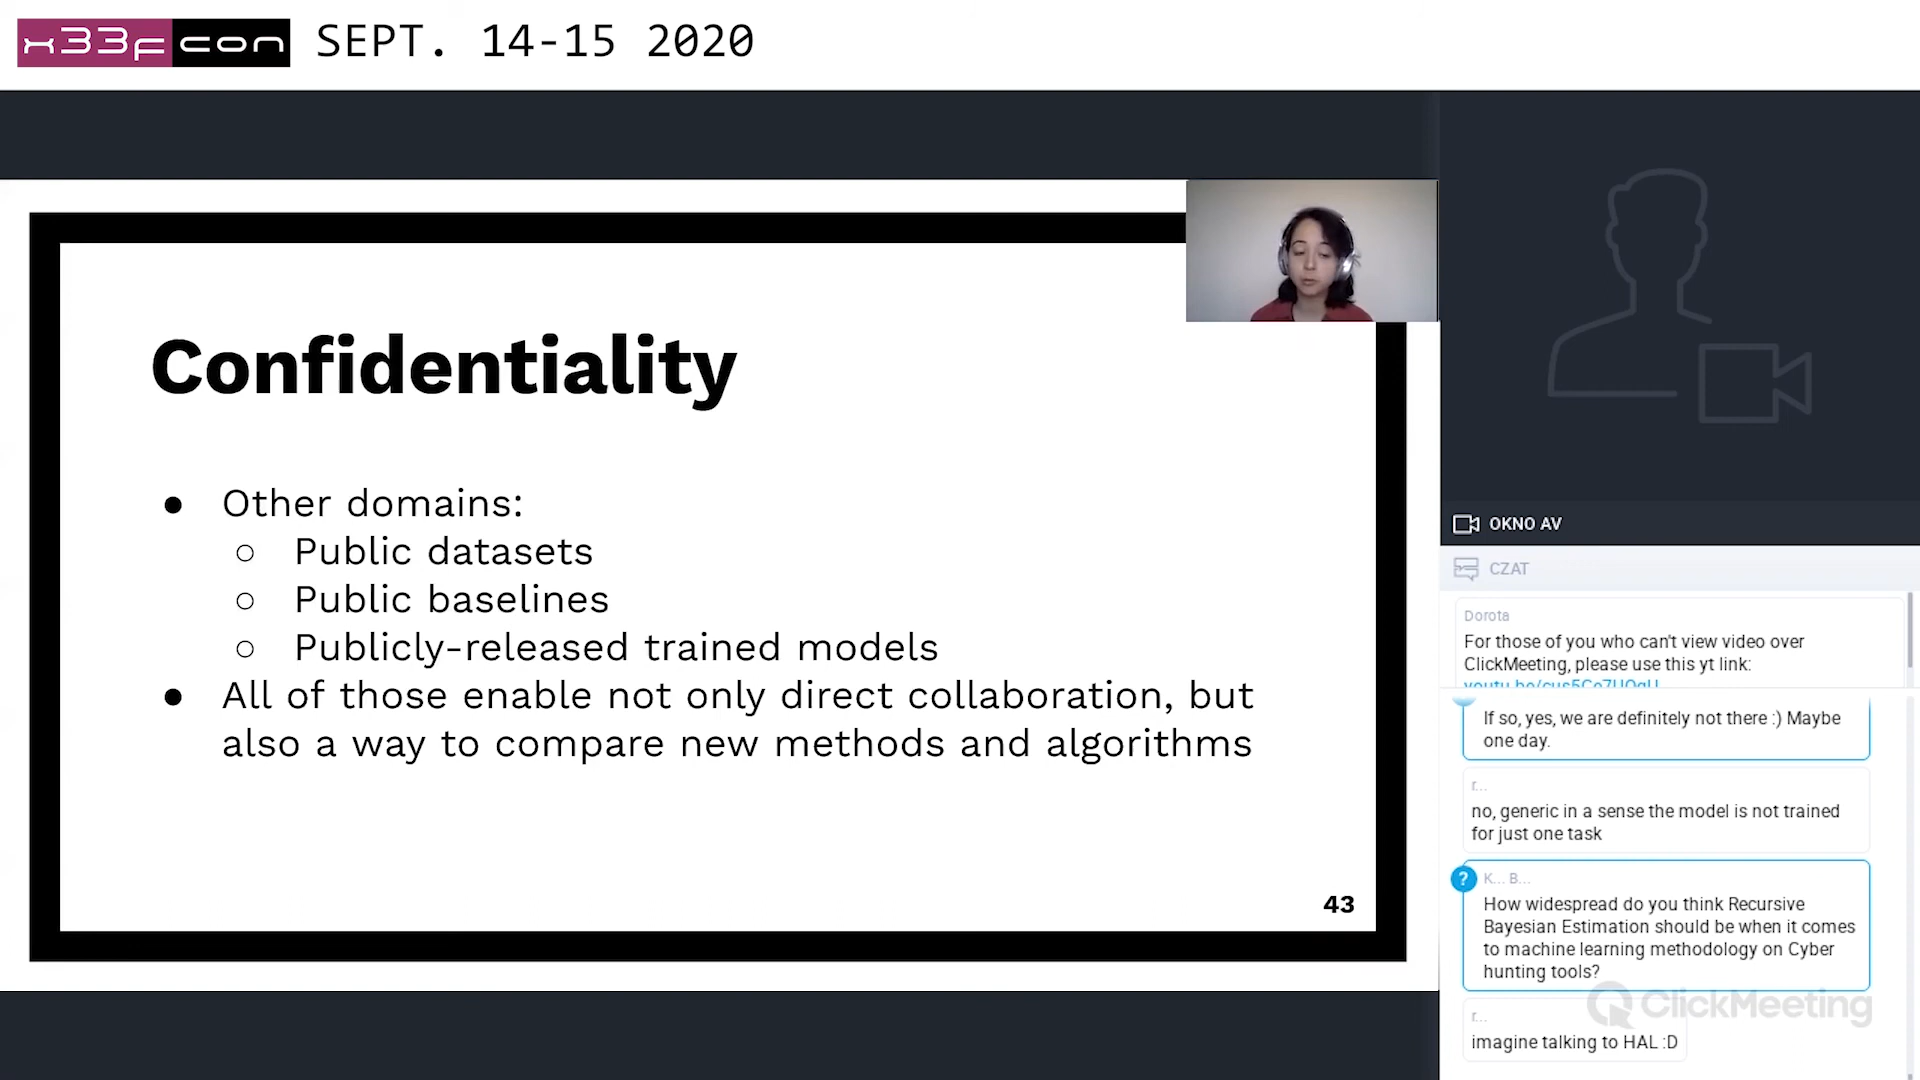 x33fcon SEPT. 14-15 2020
Confidentiality
● Other domains:
○ Public datasets
○ Public baselines
○ Publicly-released trained models
● All of those enable not only direct collaboration, but
also a way to compare new methods and algorithms
43
OKNO AV
CZAT
Dorota
For those of you who can't view video over
ClickMeeting, please use this yt link:
If so, yes, we are definitely not there :) Maybe
one day.
r...
no, generic in a sense the model is not trained
for just one task
? K... B...
How widespread do you think Recursive
Bayesian Estimation should be when it comes
to machine learning methodology on Cyber
hunting tools?
ClickMeeting
r...
imagine talking to HAL :D